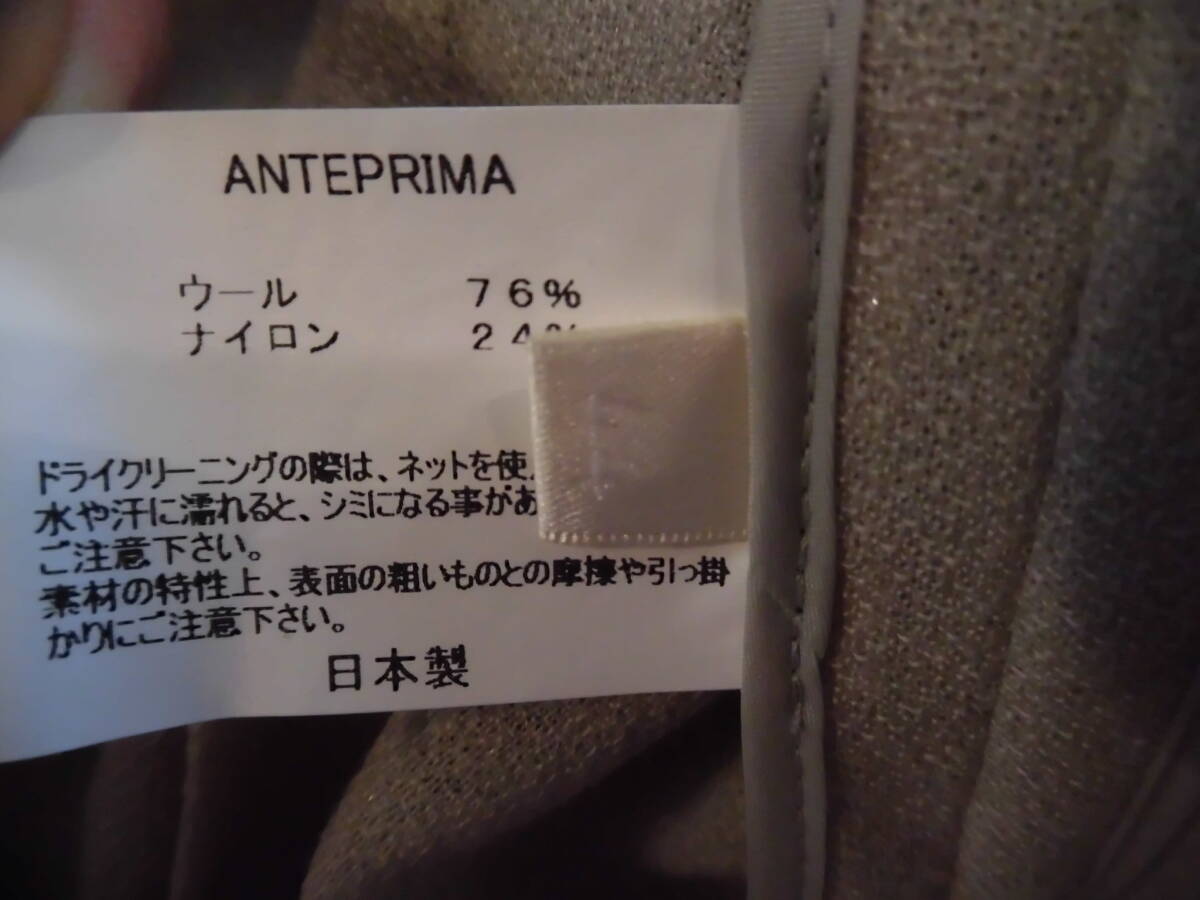 ANTEPRIMA
ウール 76%
ナイロン 24%
ドライクリーニングの際は、ネットを使
水や汗に濡れると、シミになる事があ
ご注意下さい。
素材の特性上、表面の粗いものとの摩擦や引っ掛
かりにご注意下さい。
日本製